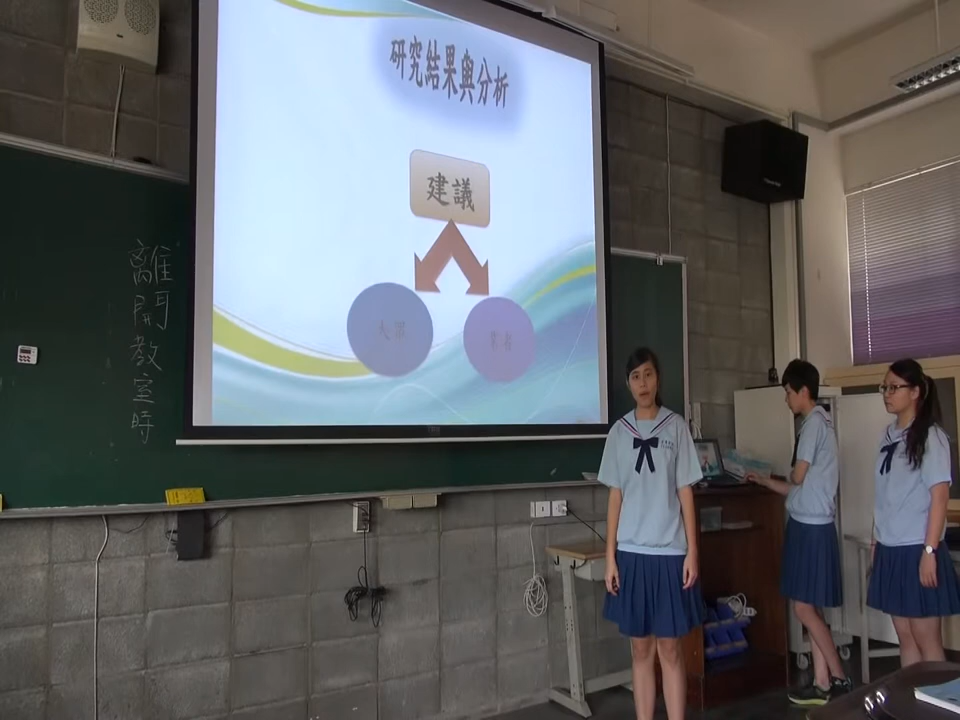 研究結果與分析
建議
大眾
業者
離開教室時